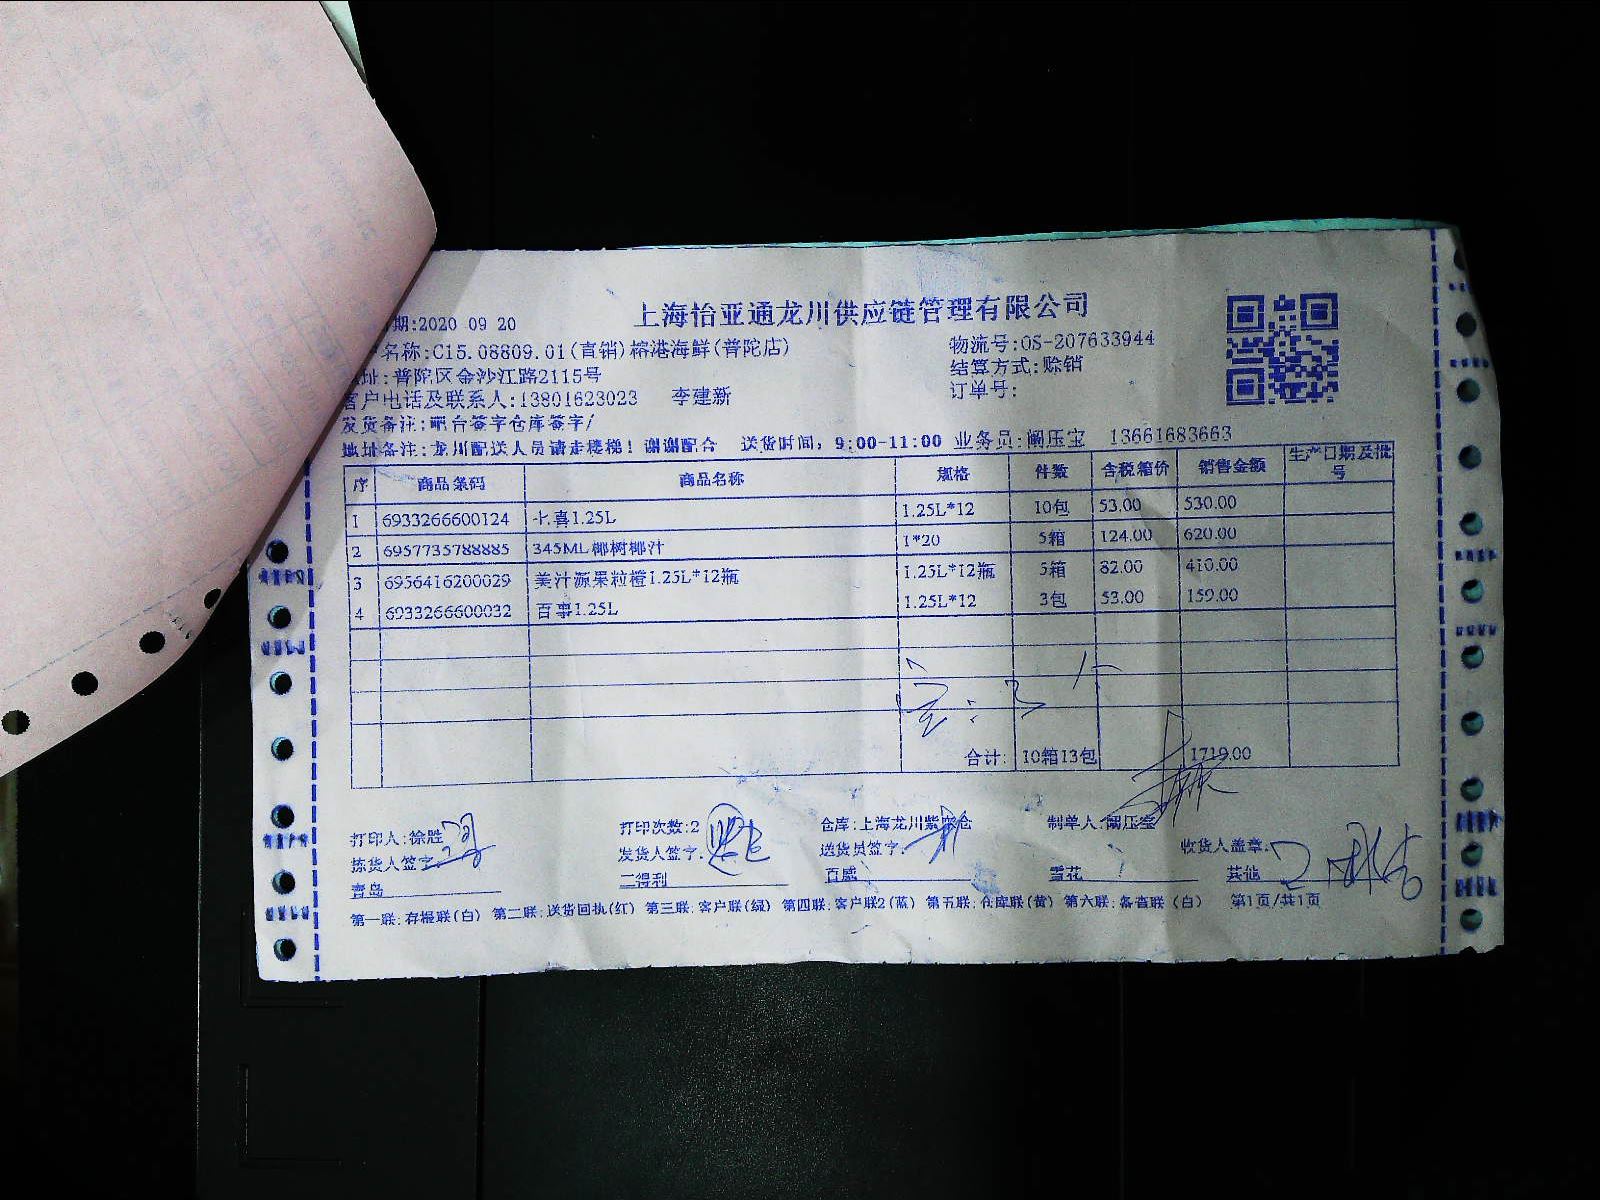 上海怡亚通龙川供应链管理有限公司
期:2020 09 20
名称:C15.08809.01(直销)榕港海鲜(普陀店)
物流号:OS-207633944
址:普陀区金沙江路2115号
结算方式:赊销
客户电话及联系人:13801623023 李建新
订单号:
发货备注:配合签字仓库签字/
地址备注:龙川配送人员请走楼梯！谢谢配合 送货时间，9:00-11:00 业务员:阚压宝 13661683663
序 商品条码 商品名称 规格 件数 含税箱价 销售金额 生产日期及批号
1 6933266600124 七喜1.25L 1.25L*12 10包 53.00 530.00
2 6957735788885 345ML椰树椰汁 1*20 5箱 124.00 620.00
3 6956416200029 美汁源果粒橙1.25L*12瓶 1.25L*12瓶 5箱 82.00 410.00
4 6933266600032 百事1.25L 1.25L*12 3包 53.00 159.00
合计: 10箱13包 1719.00
打印人:徐胜 打印次数:2 仓库:上海龙川紫 仓 制单人:阚压宝
拣货人签字 发货人签字: 送货员签字: 收货人盖章:
青岛 三得利 百威 雪花 其他
第一联:存根联(白) 第二联:送货回执(红) 第三联:客户联(绿) 第四联:客户联2(蓝) 第五联:仓库联(黄) 第六联:备查联(白) 第1页/共1页